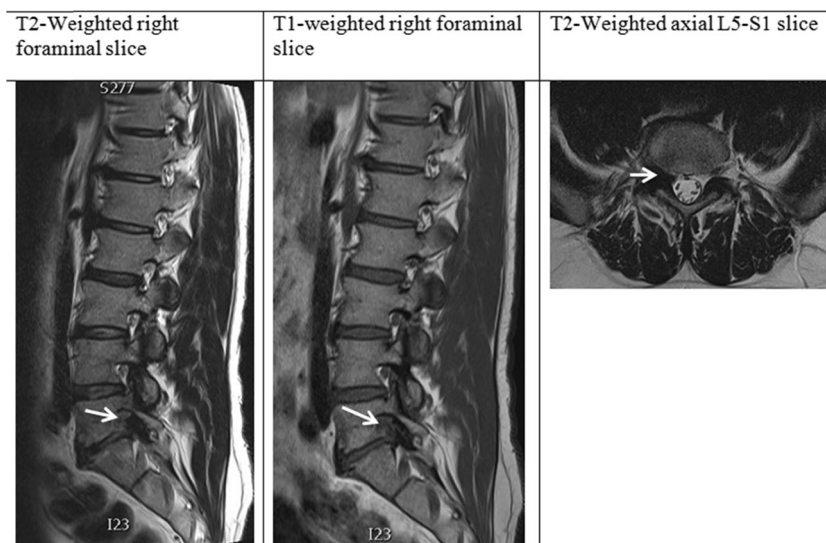 T2-Weighted right
foraminal slice
T1-weighted right foraminal
slice
T2-Weighted axial L5-S1 slice
S277
I23
I23